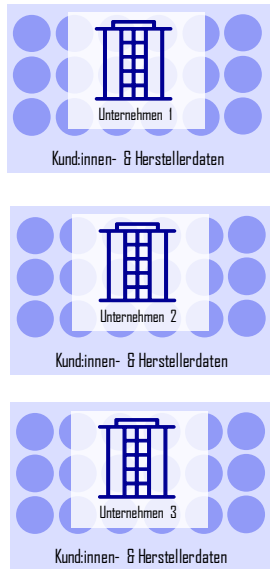 Unternehmen 1
Kund:innen- & Herstellerdaten
Unternehmen 2
Kund:innen- & Herstellerdaten
Unternehmen 3
Kund:innen- & Herstellerdaten